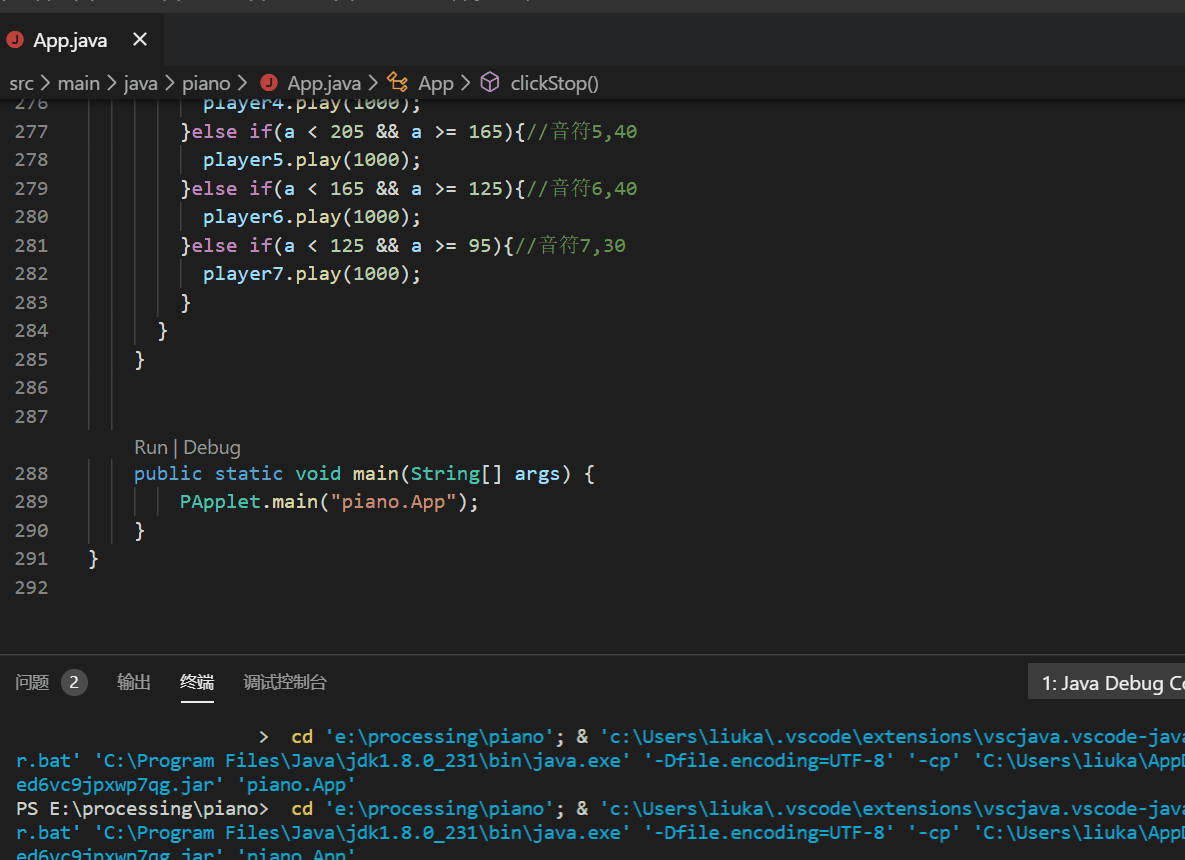 App.java
src > main > java > piano > App.java > App > clickStop()
276 player4.play(1000);
277 }else if(a < 205 && a >= 165){//音符5,40
278 player5.play(1000);
279 }else if(a < 165 && a >= 125){//音符6,40
280 player6.play(1000);
281 }else if(a < 125 && a >= 95){//音符7,30
282 player7.play(1000);
283 }
284 }
285 }
286
287
Run | Debug
288 public static void main(String[] args) {
289 PApplet.main("piano.App");
290 }
291 }
292
问题 2 输出 终端 调试控制台 1: Java Debug Co
> cd 'e:\processing\piano'; & 'c:\Users\liuka\.vscode\extensions\vscjava.vscode-java
r.bat' 'C:\Program Files\Java\jdk1.8.0_231\bin\java.exe' '-Dfile.encoding=UTF-8' '-cp' 'C:\Users\liuka\AppD
ed6vc9jpxwp7qg.jar' 'piano.App'
PS E:\processing\piano> cd 'e:\processing\piano'; & 'c:\Users\liuka\.vscode\extensions\vscjava.vscode-java
r.bat' 'C:\Program Files\Java\jdk1.8.0_231\bin\java.exe' '-Dfile.encoding=UTF-8' '-cp' 'C:\Users\liuka\AppD
ed6vc9jpxwp7qg.jar' 'piano.App'